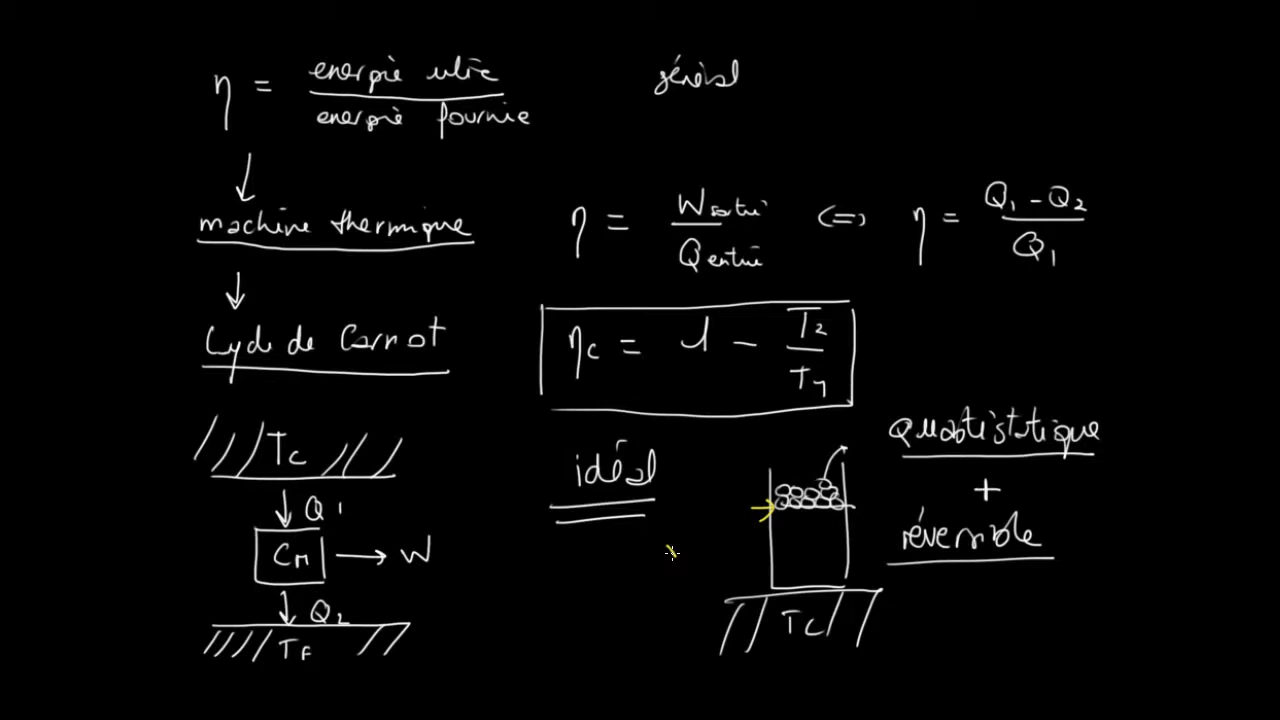 η = energie utile / energie fournie
général
machine thermique
η = W sortie / Q entrée <=> η = Q1 - Q2 / Q1
Cycle de Carnot
ηc = 1 - T2 / T1
Tc
Q1
CM → W
Q2
TF
idéal
Tc
Quasistatique
+
réversible